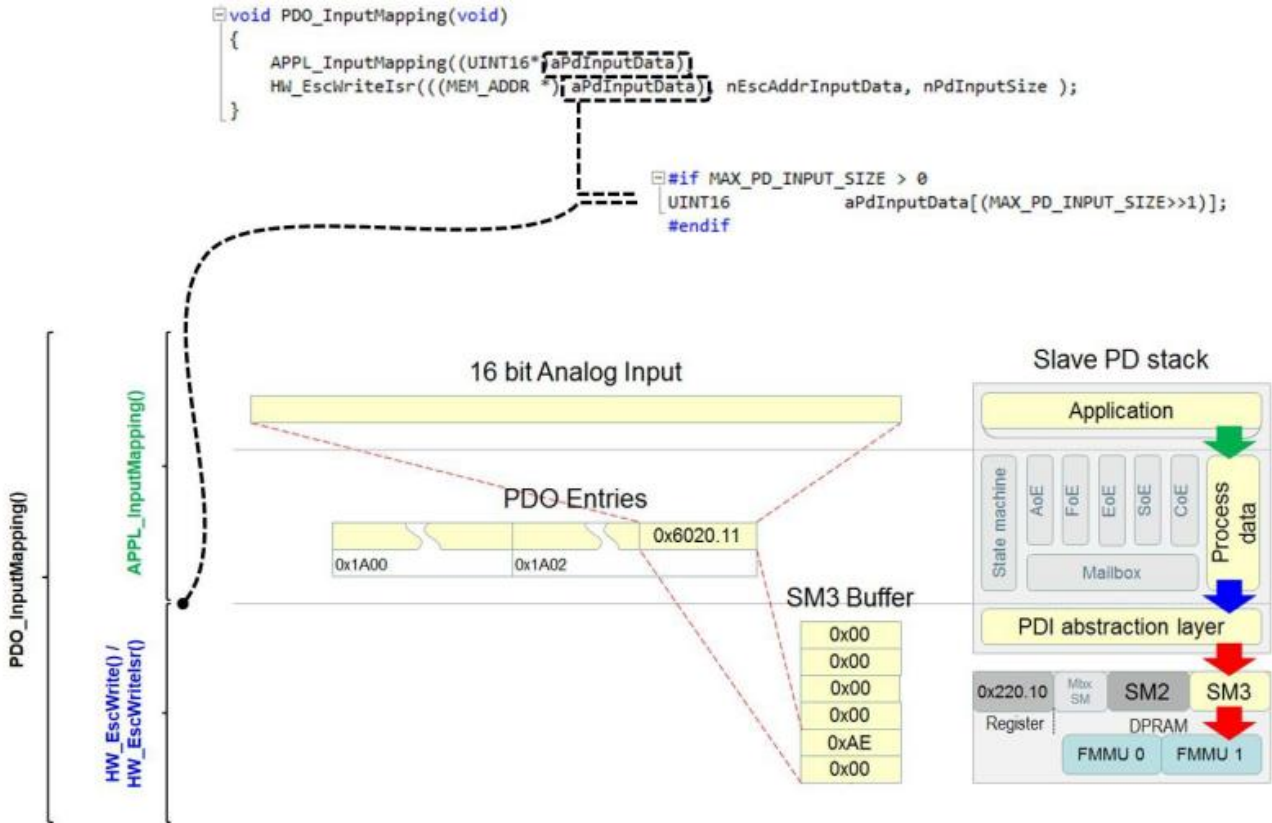 void PDO_InputMapping(void)
{
APPL_InputMapping((UINT16*)aPdInputData);
HW_EscWriteIsr(((MEM_ADDR *) aPdInputData), nEscAddrInputData, nPdInputSize );
}
#if MAX_PD_INPUT_SIZE > 0
UINT16 aPdInputData[(MAX_PD_INPUT_SIZE>>1)];
#endif
PDO_InputMapping()
APPL_InputMapping()
HW_EscWrite() /
HW_EscWriteIsr()
16 bit Analog Input
PDO Entries
0x6020.11
0x1A00
0x1A02
SM3 Buffer
0x00
0x00
0x00
0x00
0xAE
0x00
Slave PD stack
Application
State machine
AoE
FoE
EoE
SoE
CoE
Mailbox
Process
data
PDI abstraction layer
0x220.10
Mbx
SM
SM2
SM3
Register
DPRAM
FMMU 0
FMMU 1